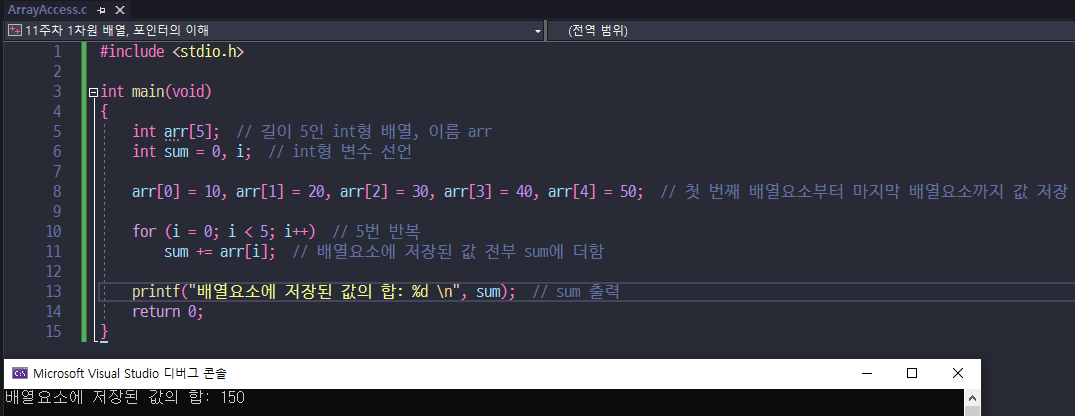 ArrayAccess.c
11주차 1차원 배열, 포인터의 이해 (전역 범위)
1 #include <stdio.h>
2
3 int main(void)
4 {
5 int arr[5]; // 길이 5인 int형 배열, 이름 arr
6 int sum = 0, i; // int형 변수 선언
7
8 arr[0] = 10, arr[1] = 20, arr[2] = 30, arr[3] = 40, arr[4] = 50; // 첫 번째 배열요소부터 마지막 배열요소까지 값 저장
9
10 for (i = 0; i < 5; i++) // 5번 반복
11 sum += arr[i]; // 배열요소에 저장된 값 전부 sum에 더함
12
13 printf("배열요소에 저장된 값의 합: %d \n", sum); // sum 출력
14 return 0;
15 }
Microsoft Visual Studio 디버그 콘솔
배열요소에 저장된 값의 합: 150